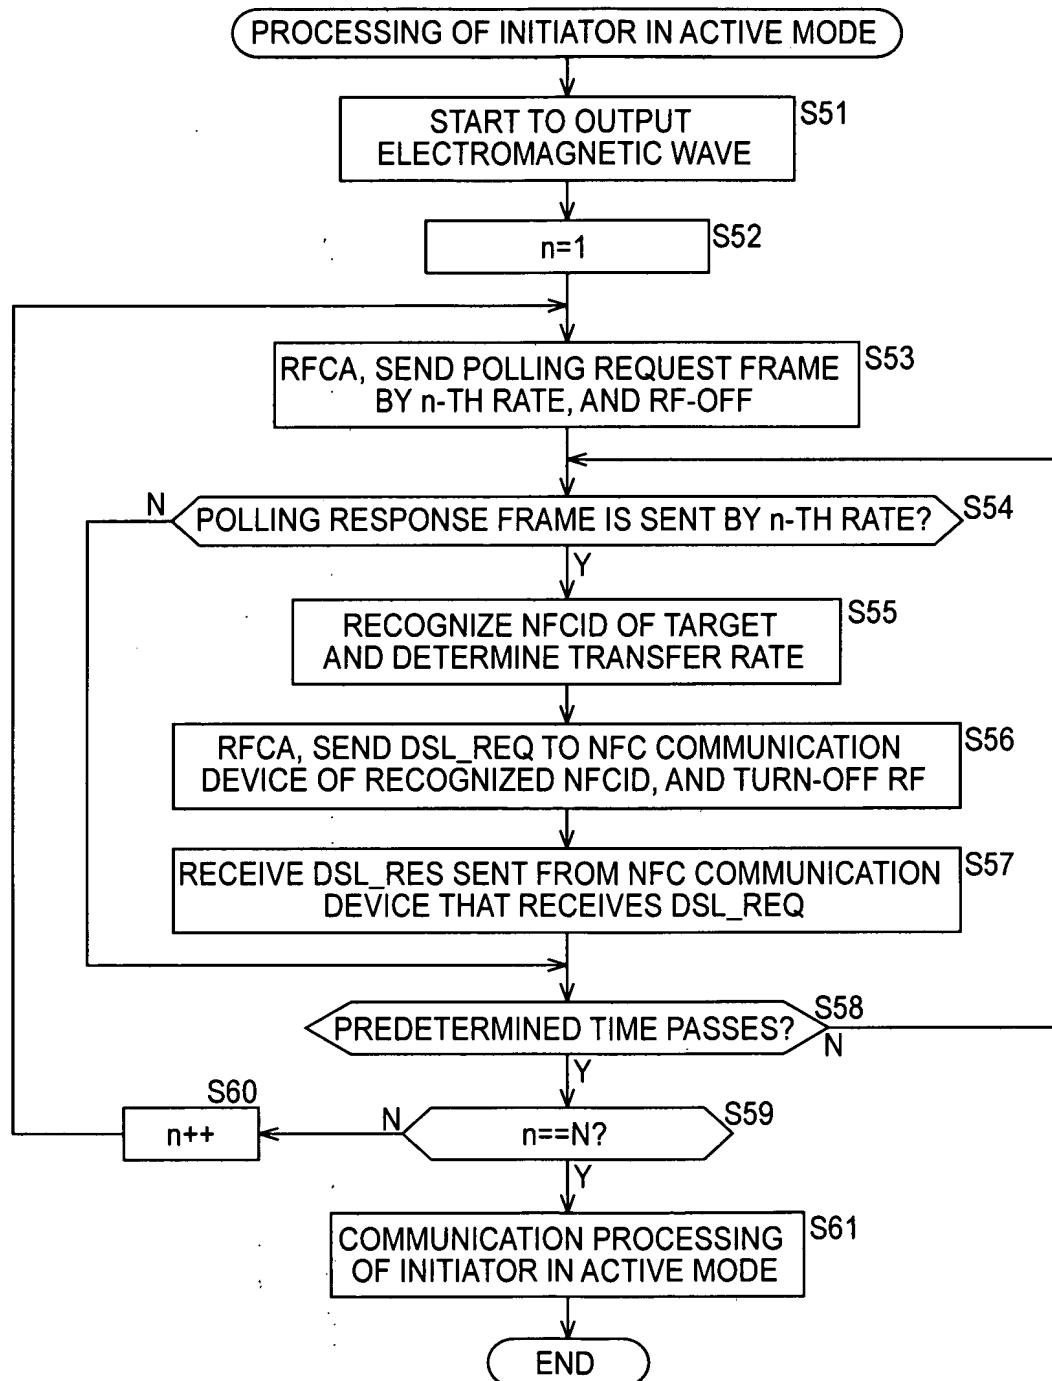 PROCESSING OF INITIATOR IN ACTIVE MODE
START TO OUTPUT
ELECTROMAGNETIC WAVE
S51
n=1
S52
RFCA, SEND POLLING REQUEST FRAME
BY n-TH RATE, AND RF-OFF
S53
N
POLLING RESPONSE FRAME IS SENT BY n-TH RATE?
S54
Y
RECOGNIZE NFCID OF TARGET
AND DETERMINE TRANSFER RATE
S55
RFCA, SEND DSL_REQ TO NFC COMMUNICATION
DEVICE OF RECOGNIZED NFCID, AND TURN-OFF RF
S56
RECEIVE DSL_RES SENT FROM NFC COMMUNICATION
DEVICE THAT RECEIVES DSL_REQ
S57
PREDETERMINED TIME PASSES?
S58
N
Y
S60
n++
N
n==N?
S59
Y
COMMUNICATION PROCESSING
OF INITIATOR IN ACTIVE MODE
S61
END